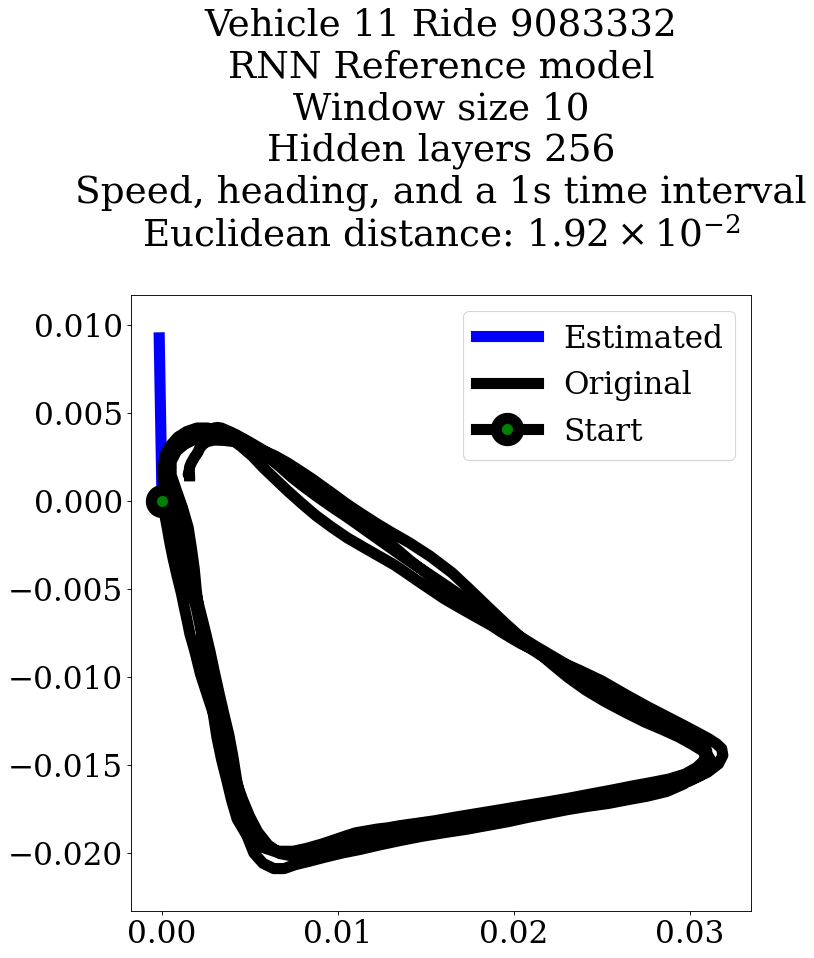 Vehicle 11 Ride 9083332
RNN Reference model
Window size 10
Hidden layers 256
Speed, heading, and a 1s time interval
Euclidean distance: 1.92 × 10⁻²
Estimated
Original
Start
0.010
0.005
0.000
−0.005
−0.010
−0.015
−0.020
0.00 0.01 0.02 0.03